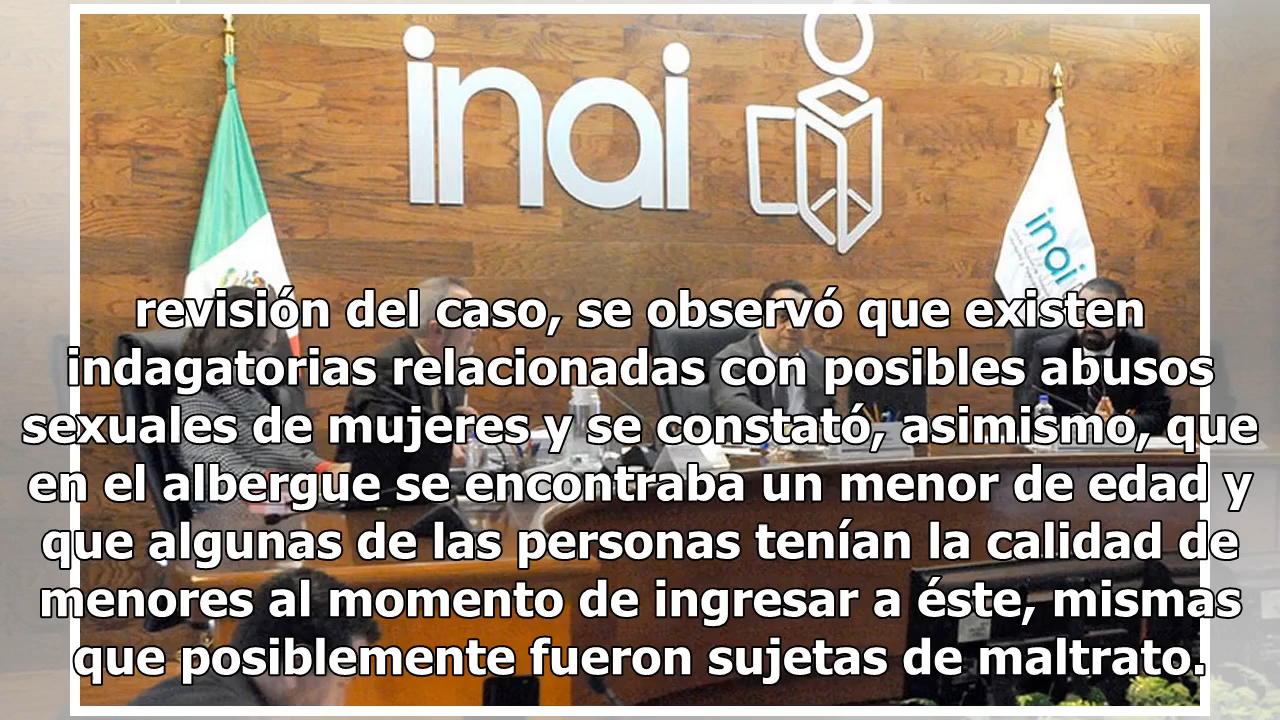 inai
inai
revisión del caso, se observó que existen
indagatorias relacionadas con posibles abusos
sexuales de mujeres y se constató, asimismo, que
en el albergue se encontraba un menor de edad y
que algunas de las personas tenían la calidad de
menores al momento de ingresar a éste, mismas
que posiblemente fueron sujetas de maltrato.